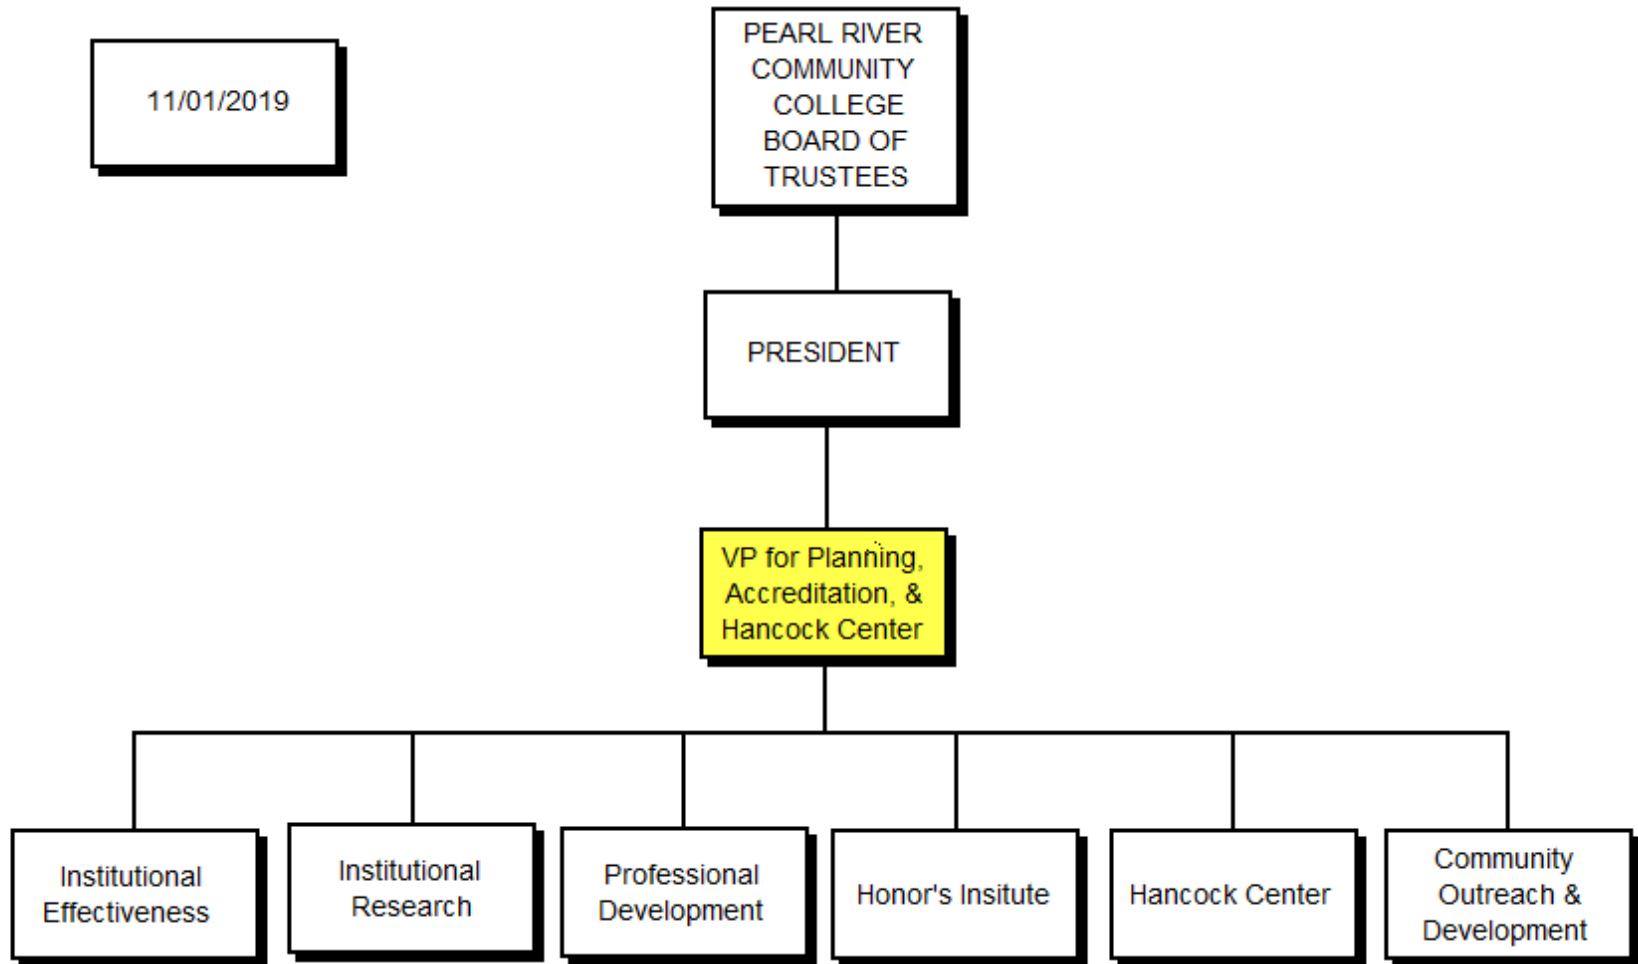 11/01/2019
PEARL RIVER
COMMUNITY
COLLEGE
BOARD OF
TRUSTEES
PRESIDENT
VP for Planning,
Accreditation, &
Hancock Center
Institutional
Effectiveness
Institutional
Research
Professional
Development
Honor's Insitute
Hancock Center
Community
Outreach &
Development